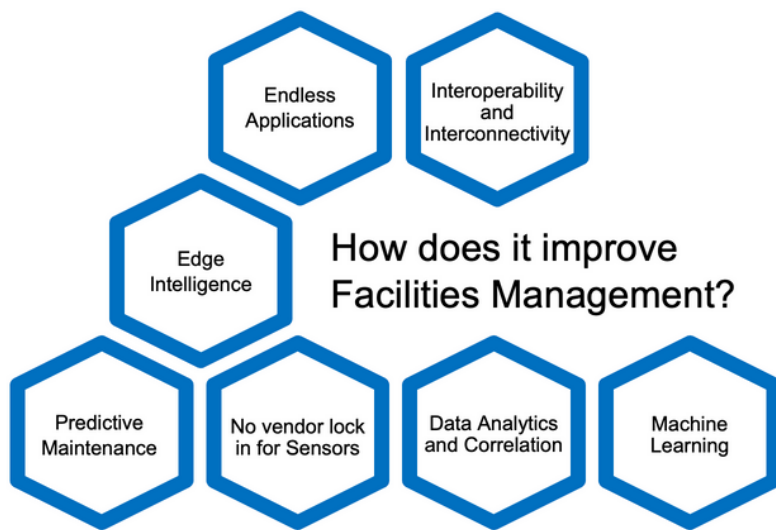 Endless
Applications
Interoperability
and
Interconnectivity
Edge
Intelligence
How does it improve
Facilities Management?
Predictive
Maintenance
No vendor lock
in for Sensors
Data Analytics
and Correlation
Machine
Learning